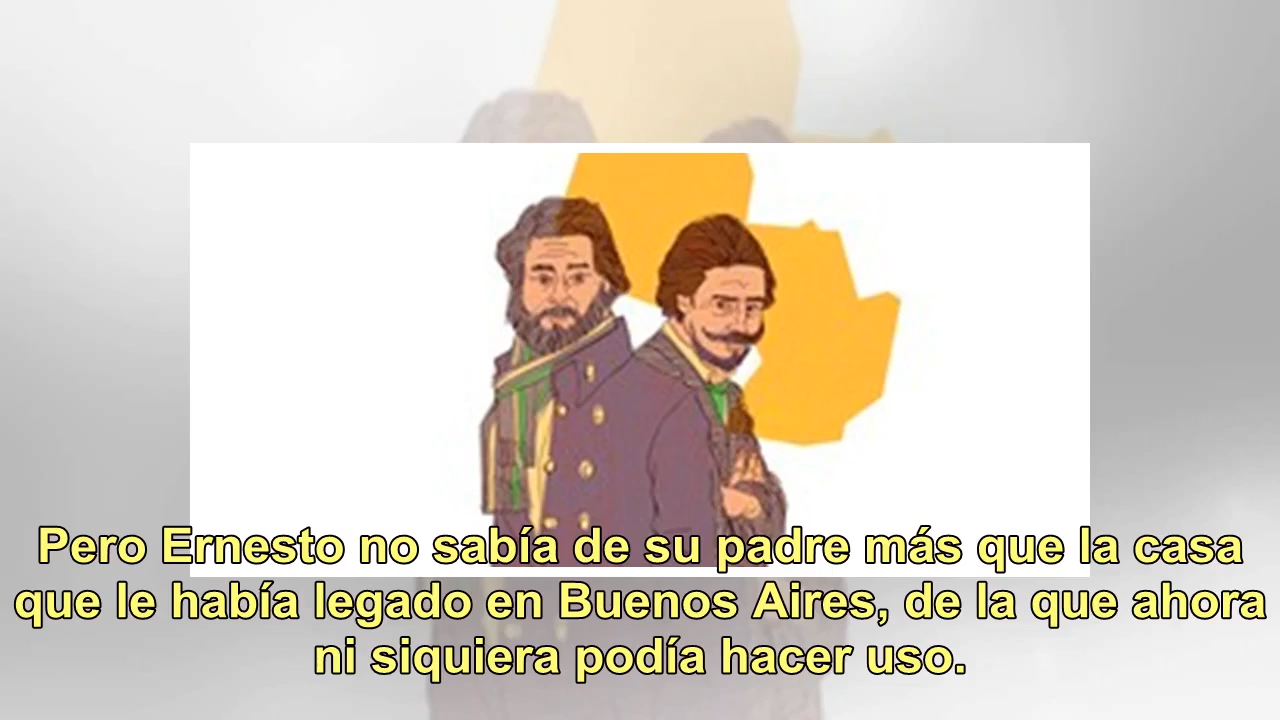 Pero Ernesto no sabía de su padre más que la casa
que le había legado en Buenos Aires, de la que ahora
ni siquiera podía hacer uso.